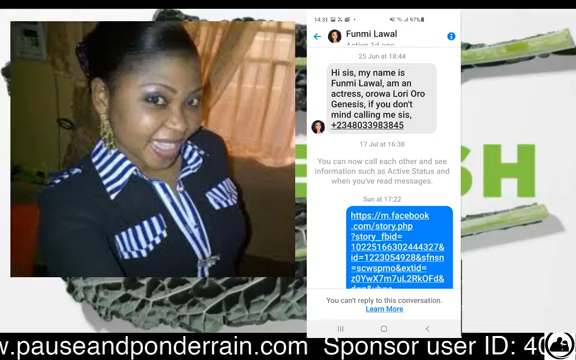 14:31
97%
Funmi Lawal
25 Jun at 18:44
Hi sis, my name is
Funmi Lawal, am an
actress, orowa Lori Oro
Genesis, if you don't
mind calling me sis,
+2348033983845
17 Jul at 16:38
You can now call each other and see
information such as Active Status and
when you've read messages.
Sun at 17:22
https://m.facebook
.com/story.php
?story_fbid=
1022516630244432​7&
id=1223054928&sfnsn
=scwspmo&extid=
z0YwX7m7uL2RkOFd&
You can't reply to this conversation.
Learn More
SH
w.pauseandponderrain.com Sponsor user ID: 40